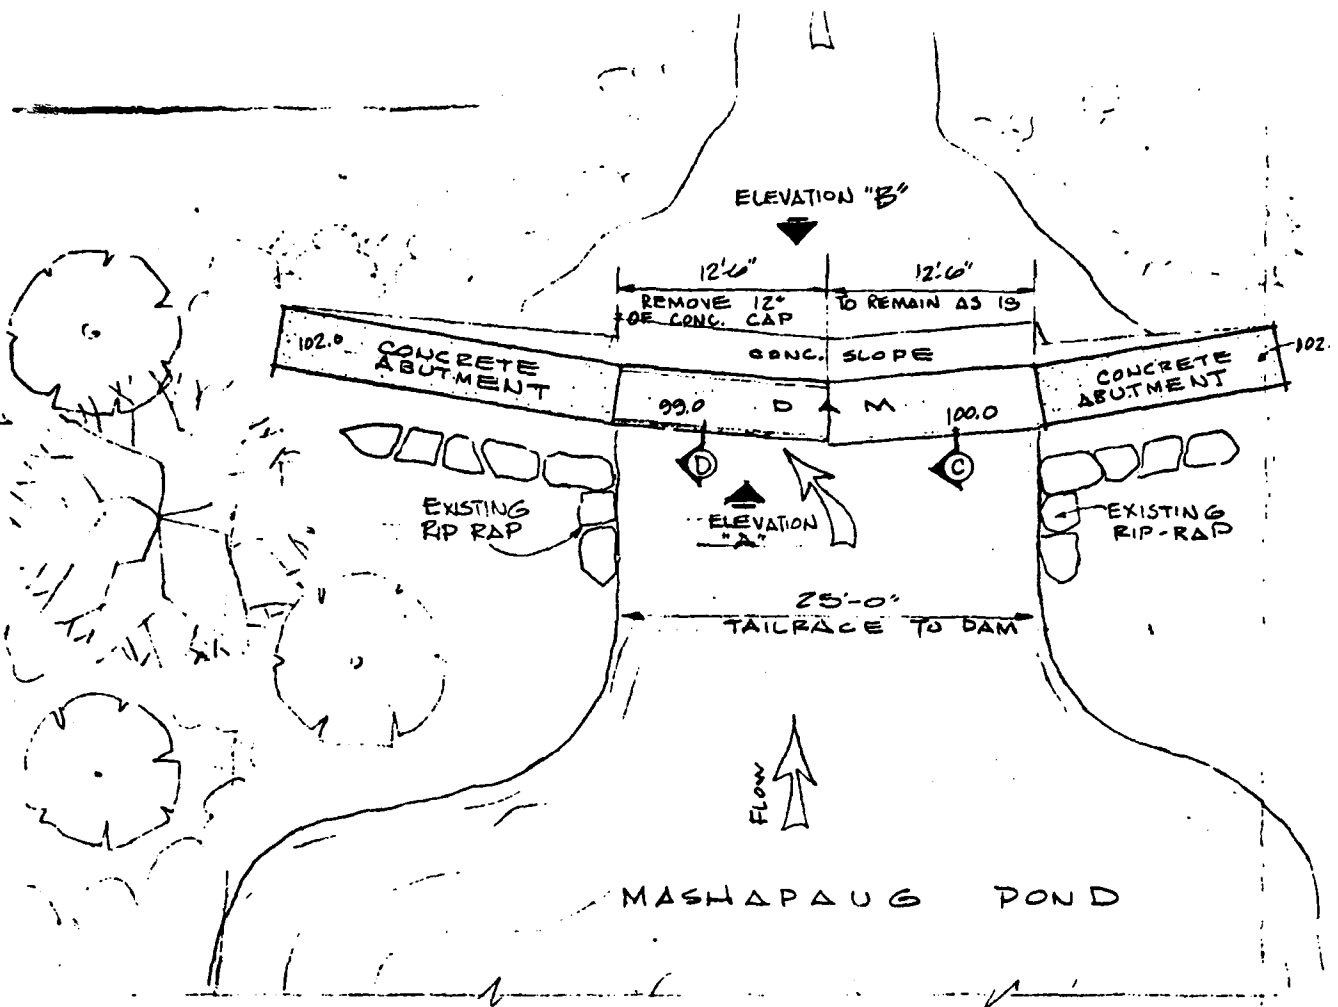 ELEVATION "B"
12'-6" 12'-6"
REMOVE 12" TO REMAIN AS IS
OF CONC. CAP
102.0 CONCRETE
ABUTMENT
CONC. SLOPE
CONCRETE
ABUTMENT
102.
99.0 DAM 100.0
D C
EXISTING
RIP RAP
ELEVATION
"A"
EXISTING
RIP-RAP
25'-0"
TAILRACE TO DAM
FLOW
MASHAPAUG POND